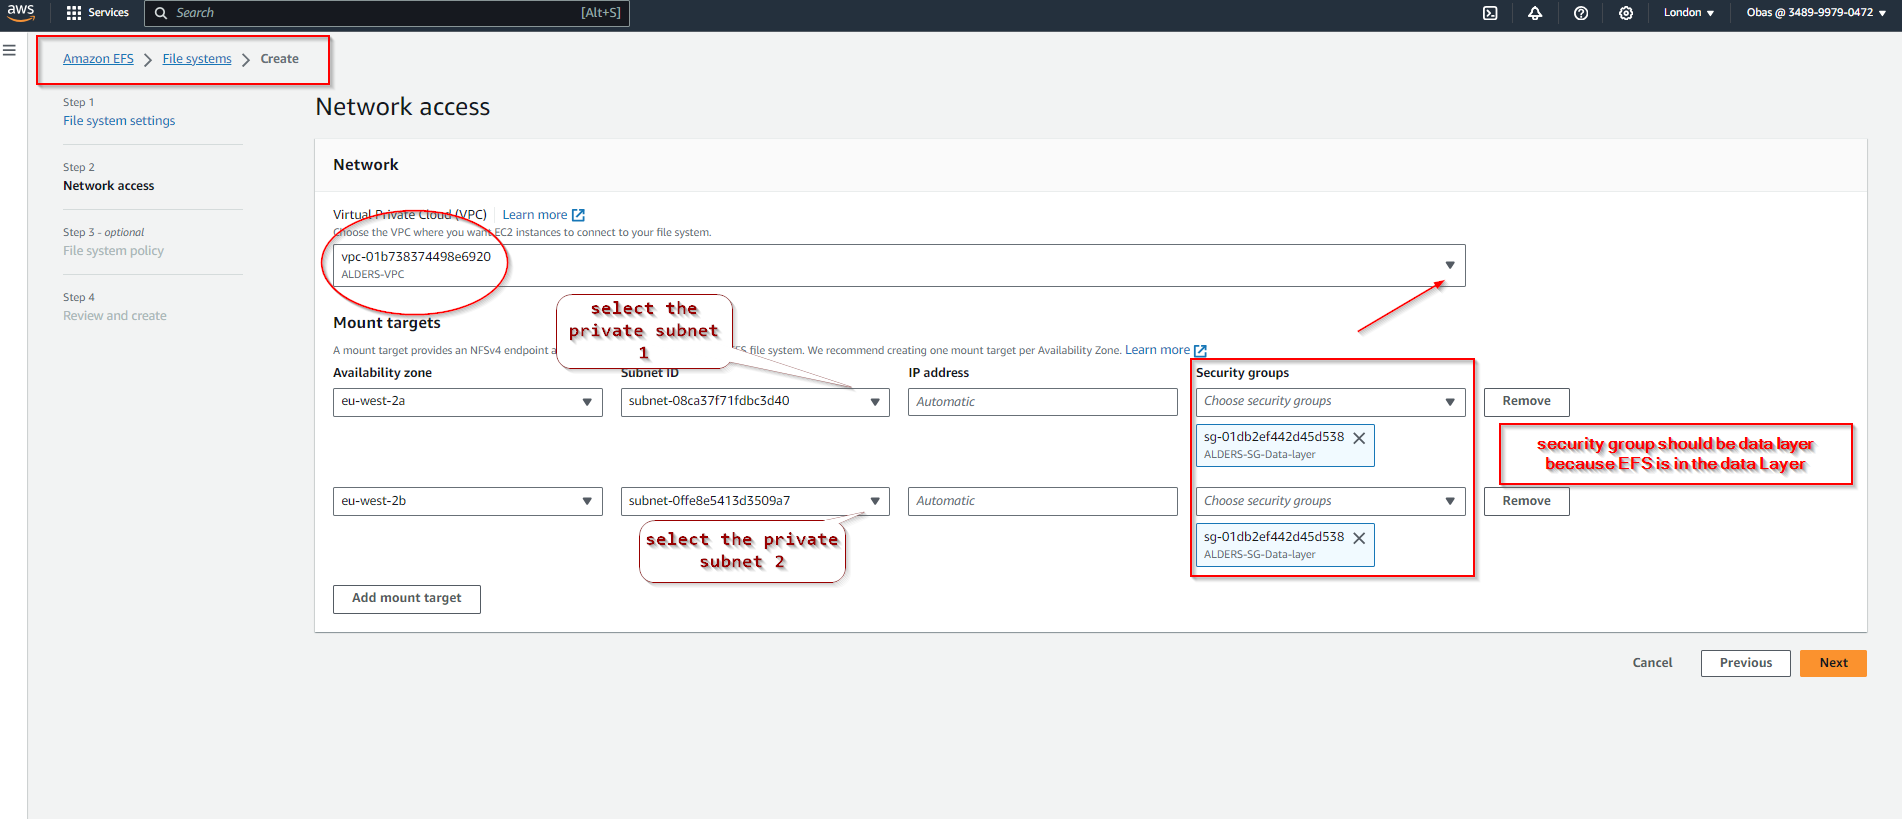 aws
Services
Search
[Alt+S]
London
Obas @ 3489-9979-0472
Amazon EFS
File systems
Create
Step 1
File system settings
Step 2
Network access
Step 3 - optional
File system policy
Step 4
Review and create
Network access
Network
Virtual Private Cloud (VPC)
Learn more
Choose the VPC where you want EC2 instances to connect to your file system.
vpc-01b738374498e6920
ALDERS-VPC
select the
private subnet
1
Mount targets
A mount target provides an NFSv4 endpoint a
FS file system. We recommend creating one mount target per Availability Zone. Learn more
Availability zone
Subnet ID
IP address
Security groups
eu-west-2a
subnet-08ca37f71fdbc3d40
Automatic
Choose security groups
Remove
sg-01db2ef442d45d538
ALDERS-SG-Data-layer
security group should be data layer
because EFS is in the data Layer
eu-west-2b
subnet-0ffe8e5413d3509a7
Automatic
Choose security groups
Remove
select the private
subnet 2
sg-01db2ef442d45d538
ALDERS-SG-Data-layer
Add mount target
Cancel
Previous
Next